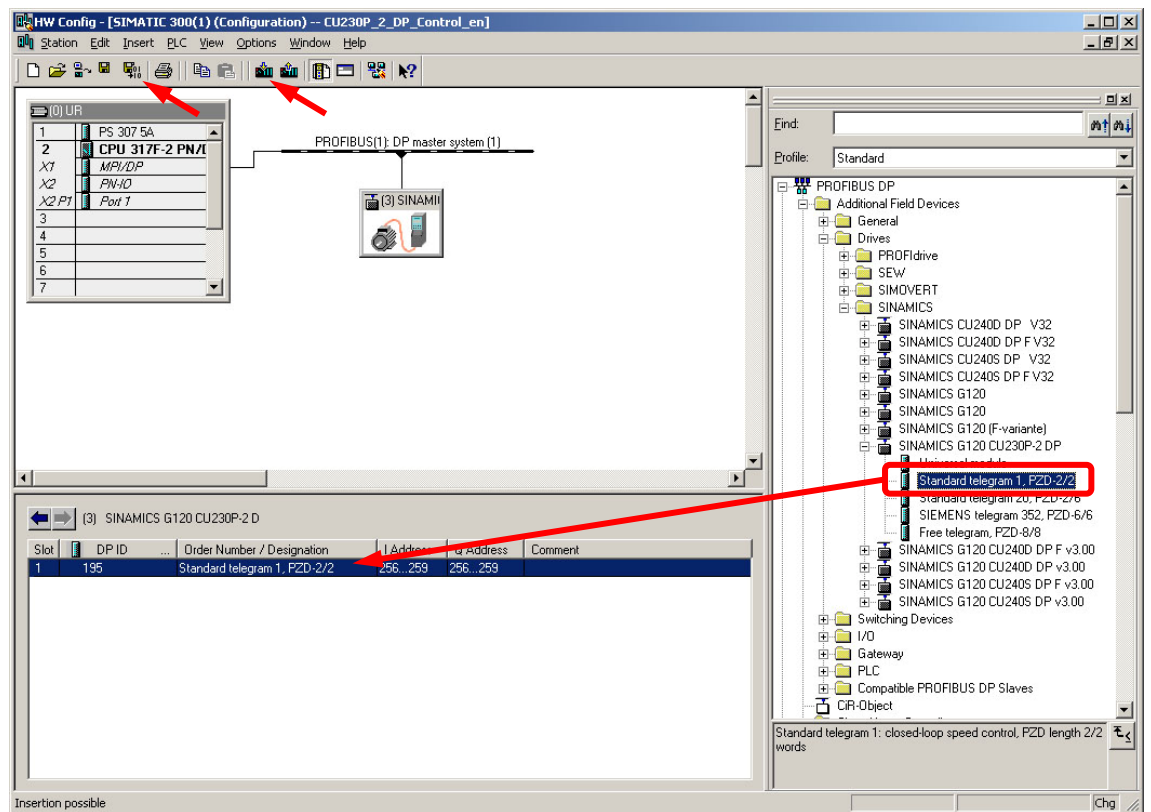 HW Config - [SIMATIC 300(1) (Configuration) -- CU230P_2_DP_Control_en]
Station Edit Insert PLC View Options Window Help
(0) UR
1 PS 307 5A
2 CPU 317F-2 PN/D
X1 MPI/DP
X2 PN-IO
X2 P1 Port 1
3
4
5
6
7
PROFIBUS(1): DP master system (1)
(3) SINAMI
Find:
Profile: Standard
PROFIBUS DP
Additional Field Devices
General
Drives
PROFIdrive
SEW
SIMOVERT
SINAMICS
SINAMICS CU240D DP V32
SINAMICS CU240D DP F V32
SINAMICS CU240S DP V32
SINAMICS CU240S DP F V32
SINAMICS G120
SINAMICS G120
SINAMICS G120 (F-variante)
SINAMICS G120 CU230P-2 DP
Universal module
Standard telegram 1, PZD-2/2
Standard telegram 20, PZD-2/6
SIEMENS telegram 352, PZD-6/6
Free telegram, PZD-8/8
SINAMICS G120 CU240D DP F v3.00
SINAMICS G120 CU240D DP v3.00
SINAMICS G120 CU240S DP F v3.00
SINAMICS G120 CU240S DP v3.00
Switching Devices
I/O
Gateway
PLC
Compatible PROFIBUS DP Slaves
CiR-Object
Standard telegram 1: closed-loop speed control, PZD length 2/2
words
(3) SINAMICS G120 CU230P-2 D
Slot DP ID ... Order Number / Designation I Address Q Address Comment
1 195 Standard telegram 1, PZD-2/2 256...259 256...259
Insertion possible
Chg